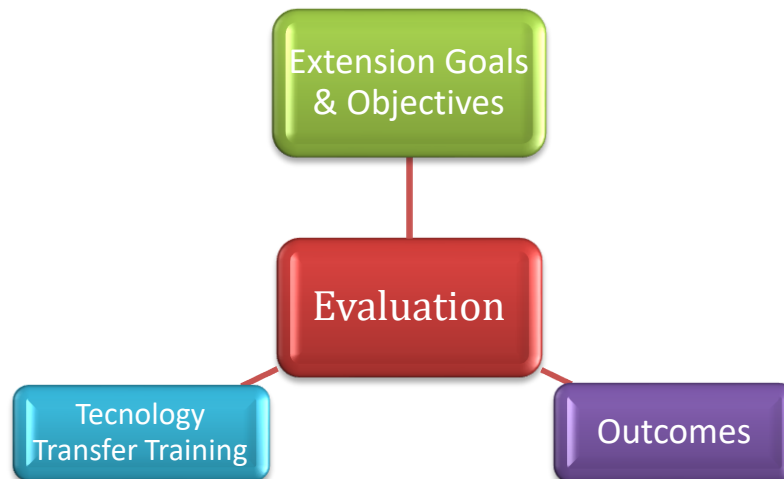 Extension Goals
& Objectives
Evaluation
Tecnology
Transfer Training
Outcomes